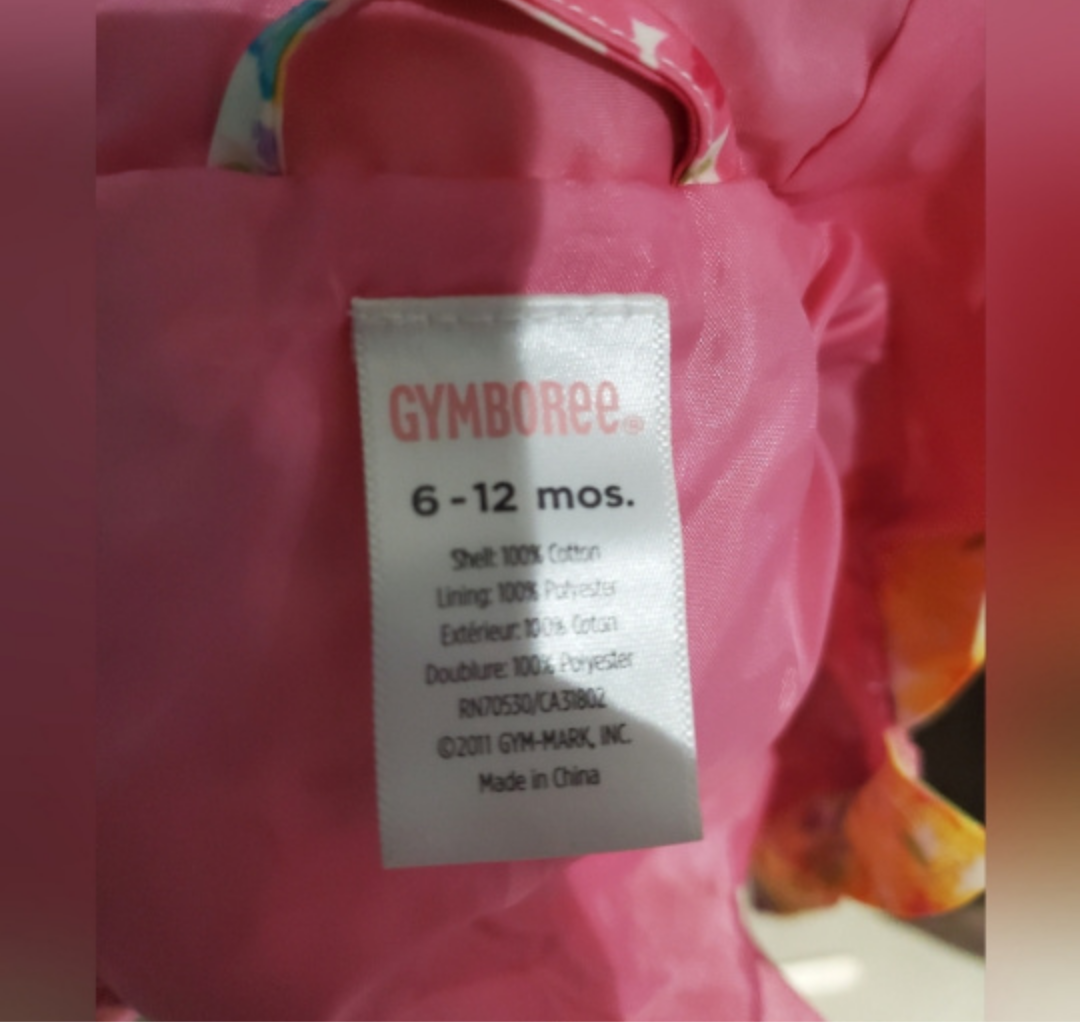 GYMBOREE®
6-12 mos.
Shell: 100% Cotton
Lining: 100% Polyester
Extérieur: 100% Coton
Doublure: 100% Polyester
RN70530/CA31802
©2011 GYM-MARK, INC.
Made in China